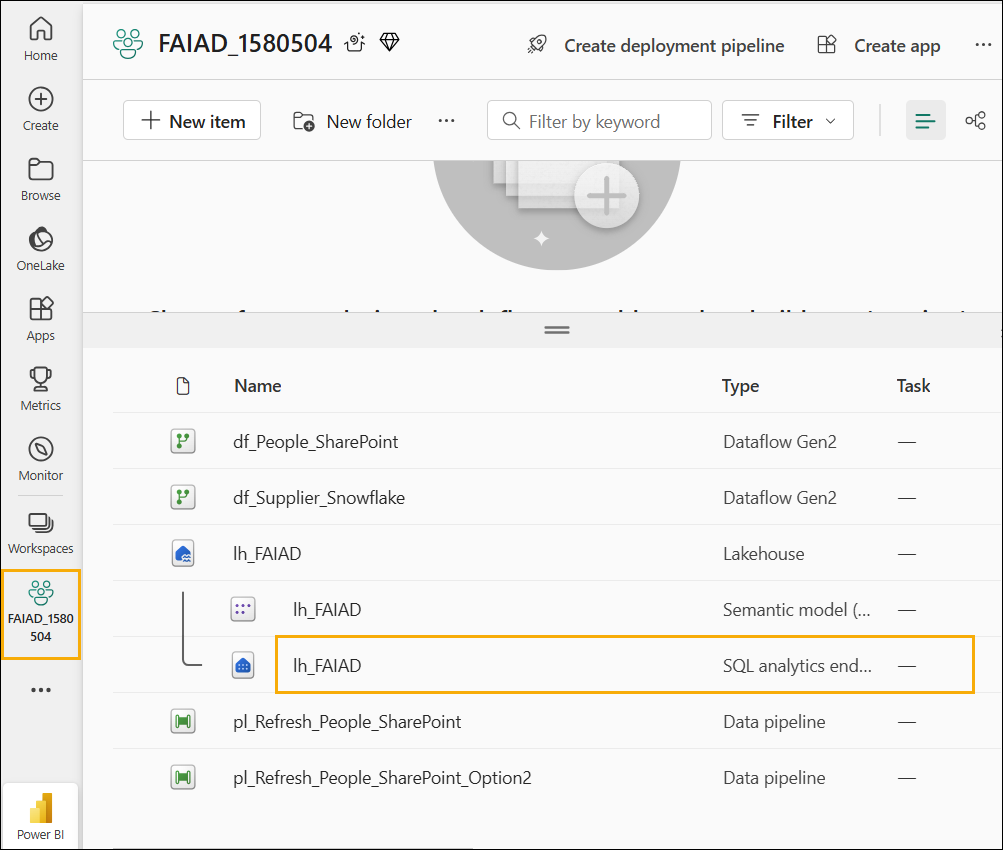 Home
Create
Browse
OneLake
Apps
Metrics
Monitor
Workspaces
FAIAD_1580
504
Power BI
FAIAD_1580504
Create deployment pipeline
Create app
New item
New folder
Filter by keyword
Filter
Name Type Task
df_People_SharePoint Dataflow Gen2 —
df_Supplier_Snowflake Dataflow Gen2 —
lh_FAIAD Lakehouse —
lh_FAIAD Semantic model (... —
lh_FAIAD SQL analytics end... —
pl_Refresh_People_SharePoint Data pipeline —
pl_Refresh_People_SharePoint_Option2 Data pipeline —